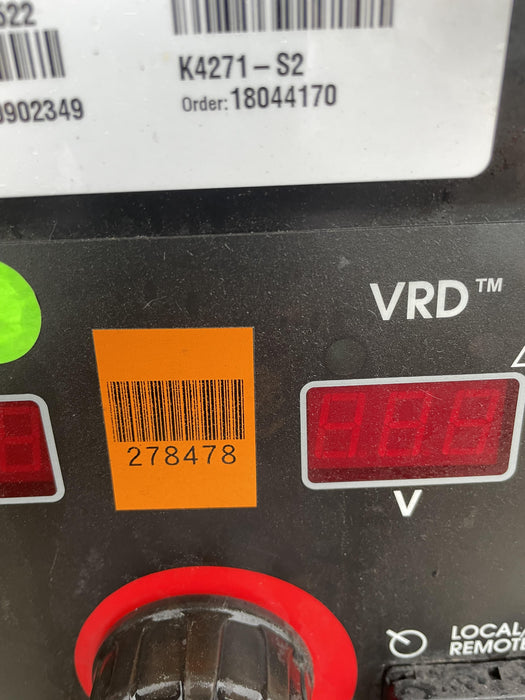 522
0902349
K4271-S2
Order: 18044170
VRD™
278478
V
LOCAL/
REMOTE